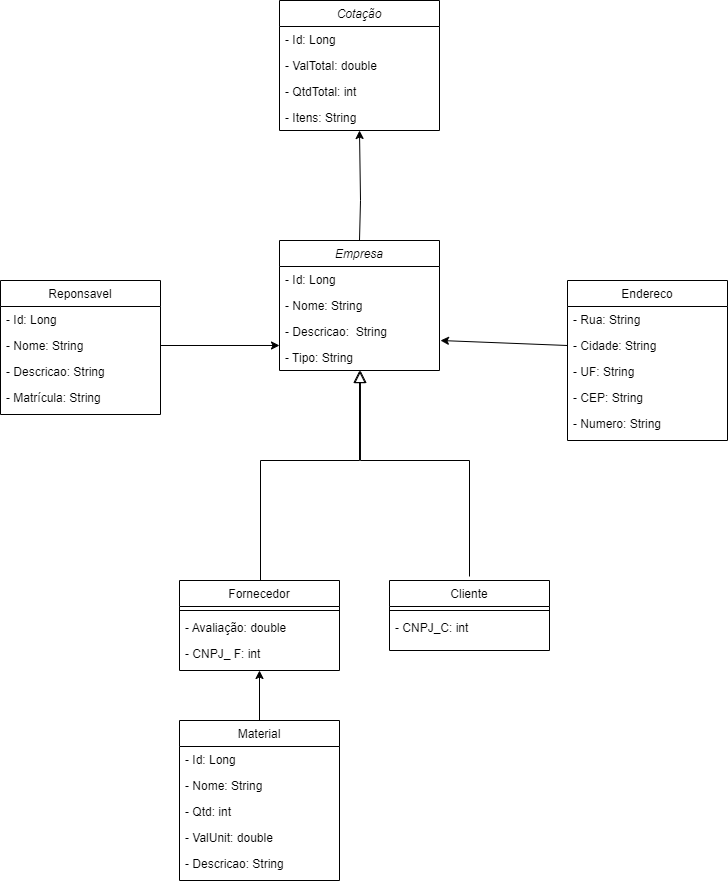 Cotação
- Id: Long
- ValTotal: double
- QtdTotal: int
- Itens: String
Empresa
- Id: Long
- Nome: String
- Descricao:  String
- Tipo: String
Reponsavel
- Id: Long
- Nome: String
- Descricao: String
- Matrícula: String
Endereco
- Rua: String
- Cidade: String
- UF: String
- CEP: String
- Numero: String
Fornecedor
- Avaliação: double
- CNPJ_ F: int
Cliente
- CNPJ_C: int
Material
- Id: Long
- Nome: String
- Qtd: int
- ValUnit: double
- Descricao: String